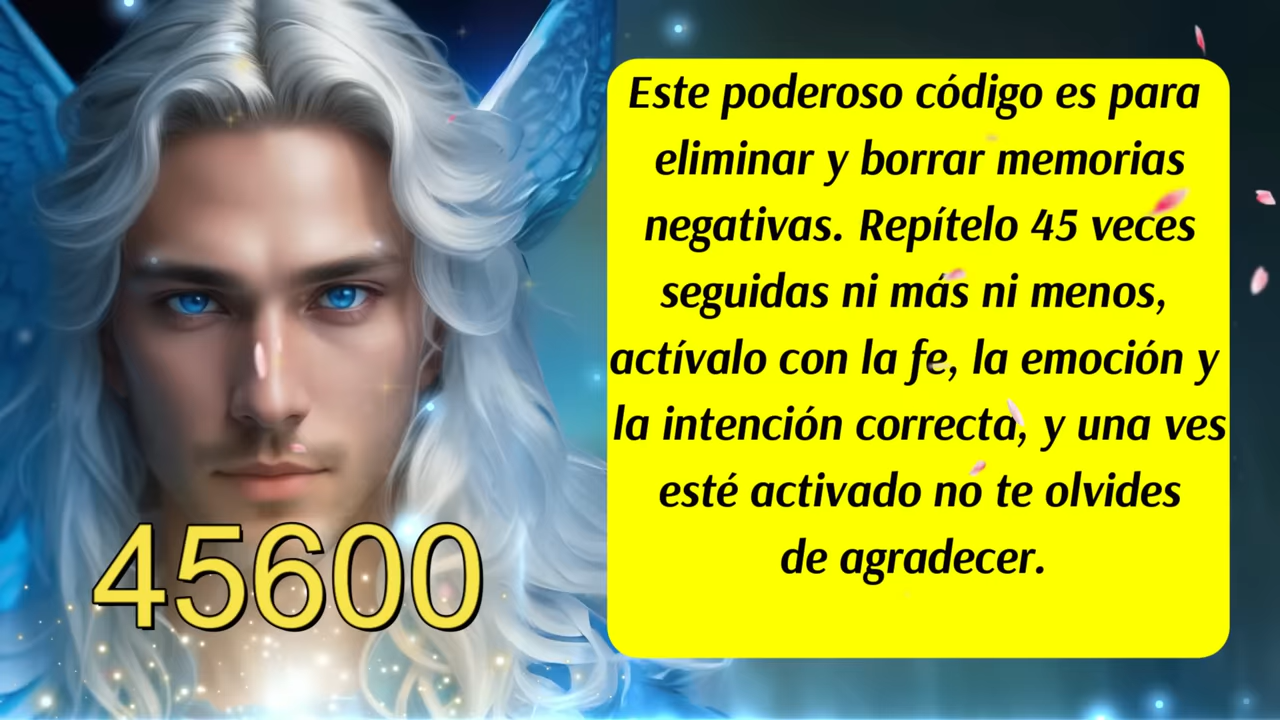 Este poderoso código es para
eliminar y borrar memorias
negativas. Repítelo 45 veces
seguidas ni más ni menos,
actívalo con la fe, la emoción y
la intención correcta, y una ves
esté activado no te olvides
de agradecer.
45600